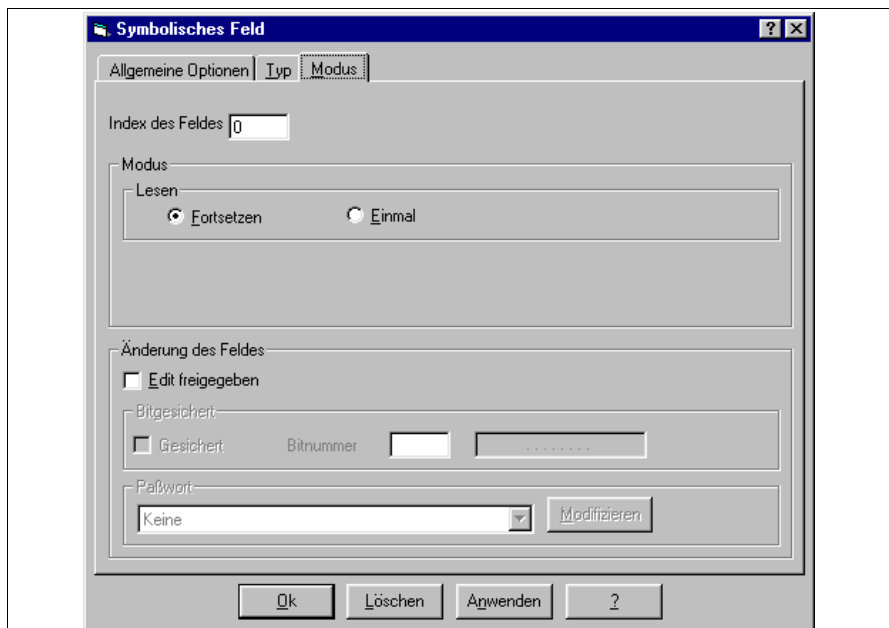 Symbolisches Feld
Allgemeine Optionen Typ Modus
Index des Feldes 0
Modus
Lesen
Fortsetzen Einmal
Änderung des Feldes
Edit freigegeben
Bitgesichert
Gesichert Bitnummer ........
Paßwort
Keine Modifizieren
Ok Löschen Anwenden ?